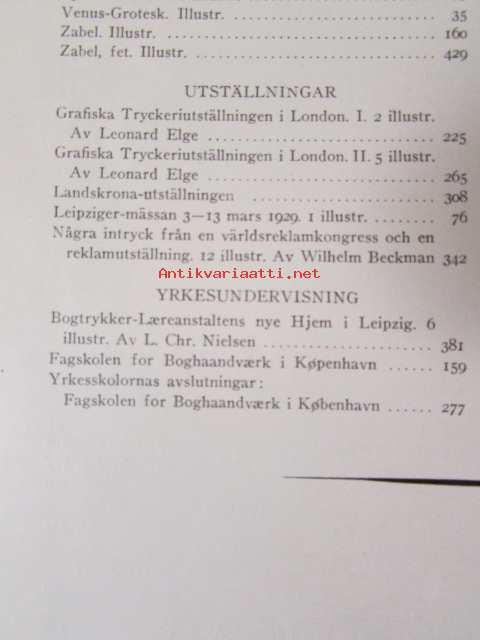 Venus-Grotesk. Illustr. .................... 35
Zabel. Illustr. .................... 160
Zabel, fet. Illustr. .................... 429
UTSTÄLLNINGAR
Grafiska Tryckeriutställningen i London. I. 2 illustr.
Av Leonard Elge .................... 225
Grafiska Tryckeriutställningen i London. II. 5 illustr.
Av Leonard Elge .................... 265
Landskrona-utställningen .................... 308
Leipziger-mässan 3—13 mars 1929. 1 illustr. .......... 76
Några intryck från en världsreklamkongress och en
reklamutställning. 12 illustr. Av Wilhelm Beckman 342
Antikvariaatti.net
YRKESUNDERVISNING
Bogtrykker-Læreanstaltens nye Hjem i Leipzig. 6
illustr. Av L. Chr. Nielsen .................... 381
Fagskolen for Boghaandværk i Køpenhavn ...... 159
Yrkesskolornas avslutningar:
Fagskolen for Boghaandværk i København ...... 277